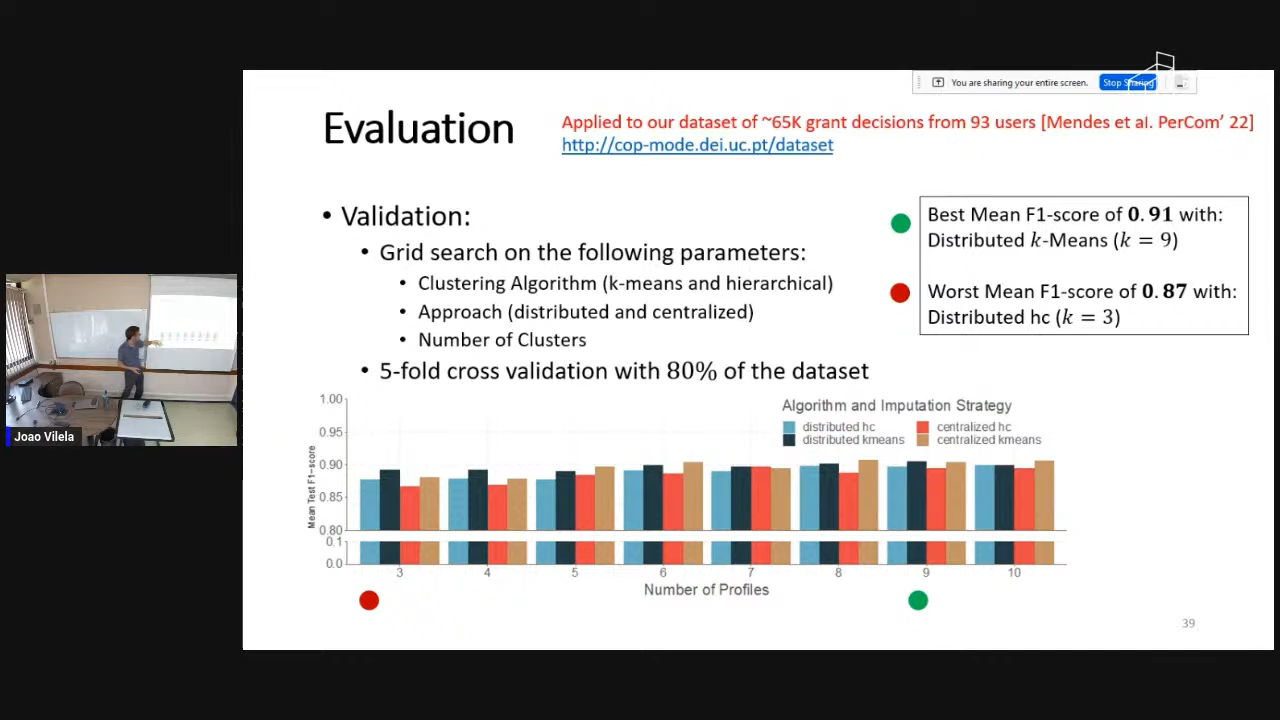 You are sharing your entire screen. Stop Sharing
Evaluation
Applied to our dataset of ~65K grant decisions from 93 users [Mendes et al. PerCom’ 22]
http://cop-mode.dei.uc.pt/dataset
• Validation:
• Grid search on the following parameters:
• Clustering Algorithm (k-means and hierarchical)
• Approach (distributed and centralized)
• Number of Clusters
• 5-fold cross validation with 80% of the dataset
Best Mean F1-score of 0.91 with:
Distributed k-Means (k = 9)
Worst Mean F1-score of 0.87 with:
Distributed hc (k = 3)
Joao Vilela
Algorithm and Imputation Strategy
distributed hc
centralized hc
distributed kmeans
centralized kmeans
Mean Test F1-score
1.00
0.95
0.90
0.85
0.80
0.1
0.0
3 4 5 6 7 8 9 10
Number of Profiles
39